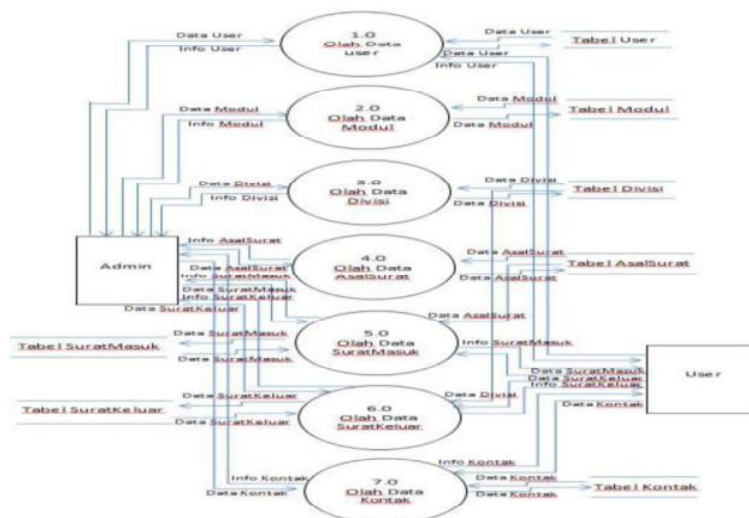 Data User
Info User
1.0
Olah Data
user
Data User
Data User
Info User
Tabel User
Data Modul
Info Modul
2.0
Olah Data
Modul
Data Modul
Data Modul
Tabel Modul
Data Divisi
Info Divizi
3.0
Olah Data
Divisi
Data Divisi
Data Divisi
Tabel Divisi
Admin
Info AsalSurat
Data AsalSurat
Info SuratMasuk
Data SuratMasuk
Info SuratKeluar
Data SuratKeluar
4.0
Olah Data
AsalSurat
Data AsalSurat
Data AsalSurat
Tabel AsalSurat
Tabel SuratMasuk
Data SuratMasuk
Data SuratMasuk
5.0
Olah Data
SuratMasuk
Data AsalSurat
Info SuratMasuk
Data SuratMasuk
Data SuratKeluar
Info SuratKeluar
Data Kontak
User
Tabel SuratKeluar
Data SuratKeluar
Data SuratKeluar
6.0
Olah Data
SuratKeluar
Data Divisi
Info Kontak
Data Kontak
7.0
Olah Data
Kontak
Info Kontak
Data Kontak
Data Kontak
Tabel Kontak